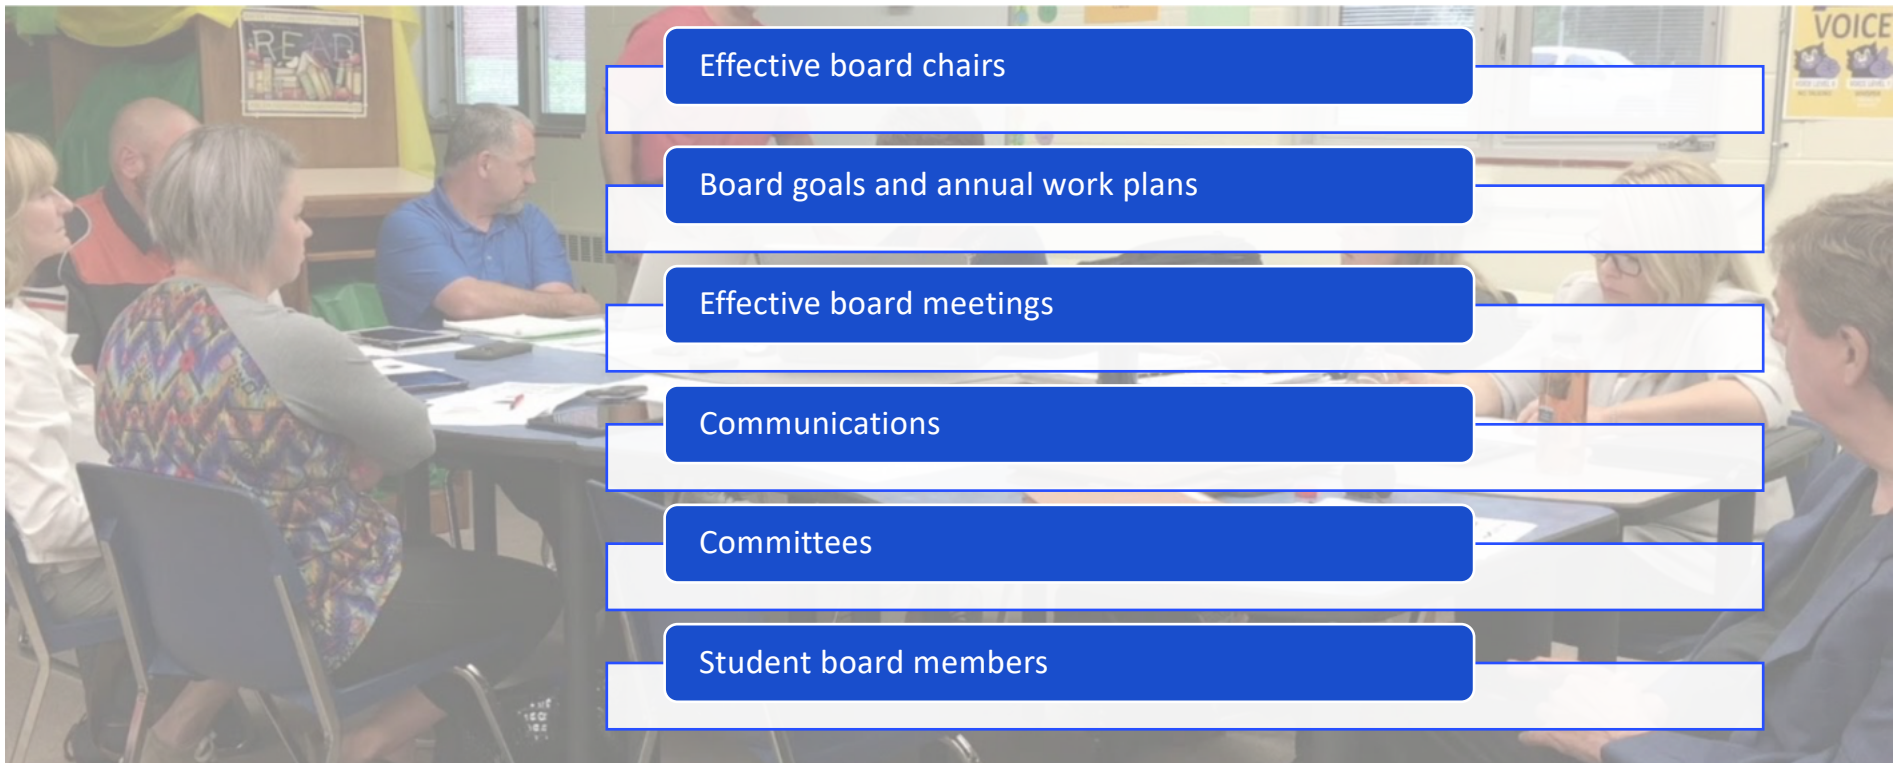 READ
VOICE
Effective board chairs
Board goals and annual work plans
Effective board meetings
Communications
Committees
Student board members